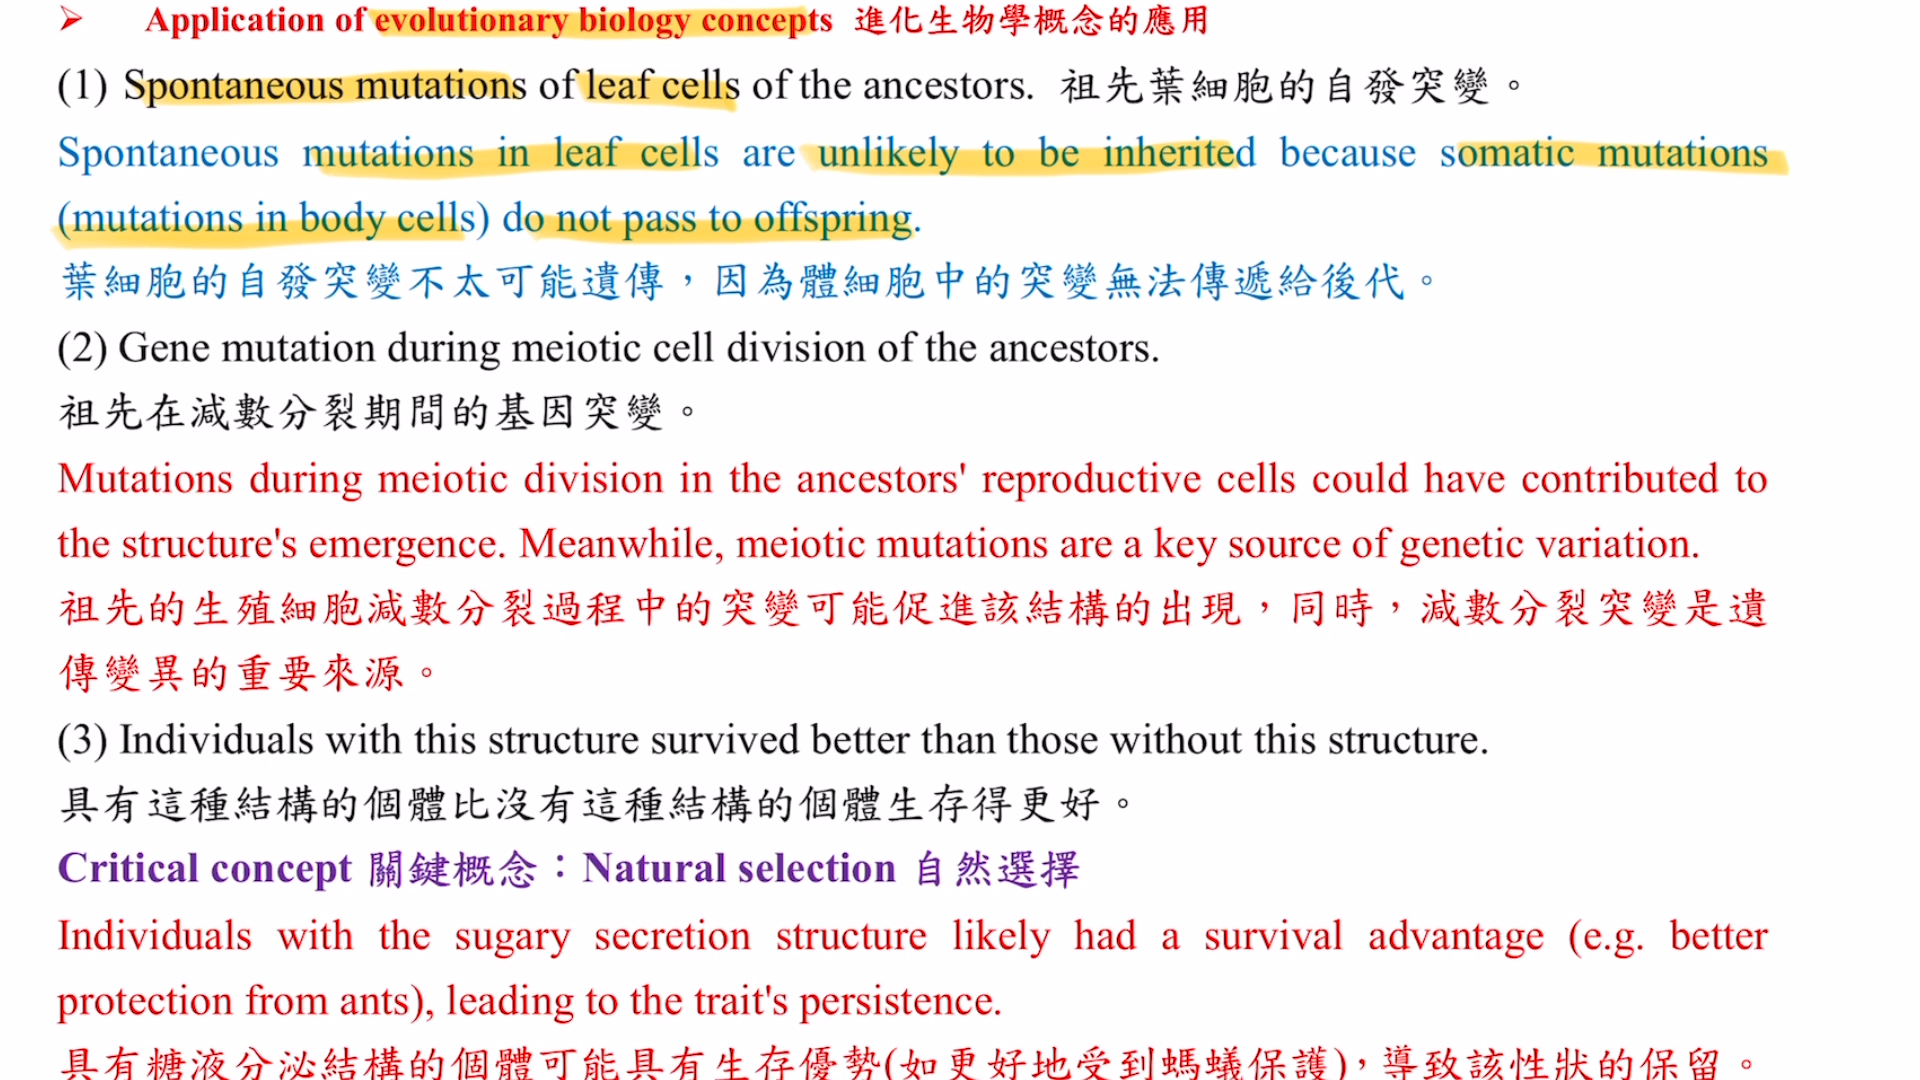 ➢ Application of evolutionary biology concepts 進化生物學概念的應用
(1) Spontaneous mutations of leaf cells of the ancestors. 祖先葉細胞的自發突變。
Spontaneous mutations in leaf cells are unlikely to be inherited because somatic mutations
(mutations in body cells) do not pass to offspring.
葉細胞的自發突變不太可能遺傳，因為體細胞中的突變無法傳遞給後代。
(2) Gene mutation during meiotic cell division of the ancestors.
祖先在減數分裂期間的基因突變。
Mutations during meiotic division in the ancestors' reproductive cells could have contributed to
the structure's emergence. Meanwhile, meiotic mutations are a key source of genetic variation.
祖先的生殖細胞減數分裂過程中的突變可能促進該結構的出現，同時，減數分裂突變是遺
傳變異的重要來源。
(3) Individuals with this structure survived better than those without this structure.
具有這種結構的個體比沒有這種結構的個體生存得更好。
Critical concept 關鍵概念：Natural selection 自然選擇
Individuals with the sugary secretion structure likely had a survival advantage (e.g. better
protection from ants), leading to the trait's persistence.
具有糖液分泌結構的個體可能具有生存優勢(如更好地受到螞蟻保護)，導致該性狀的保留。